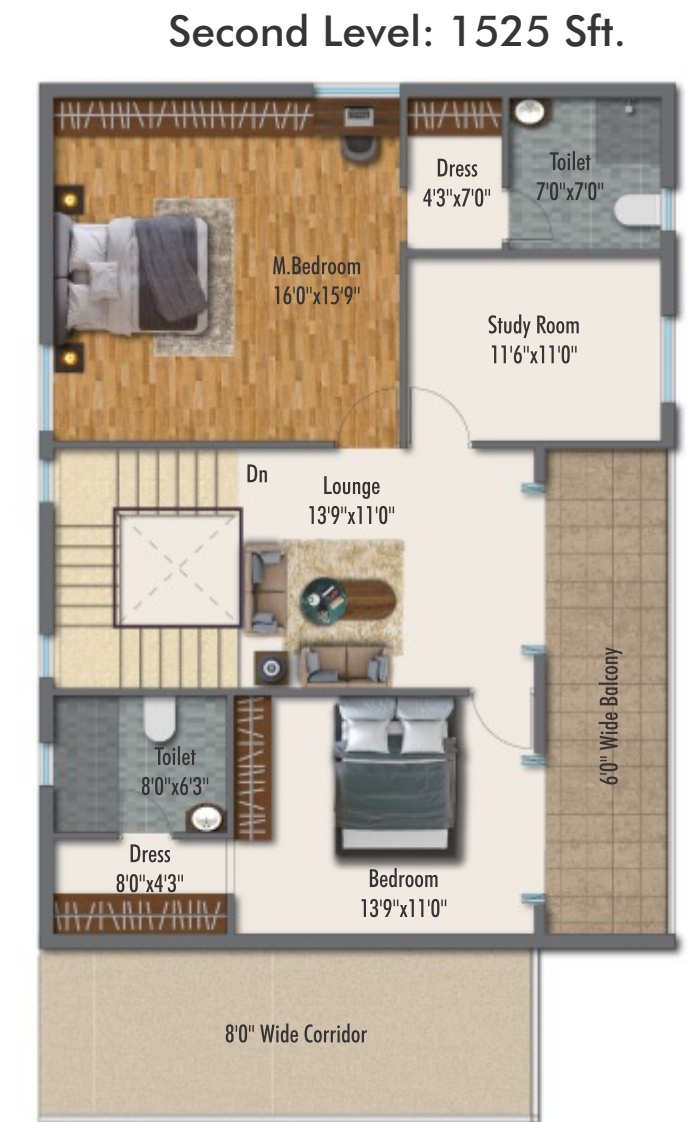 Second Level: 1525 Sft.
Dress
4'3"x7'0"
Toilet
7'0"x7'0"
M.Bedroom
16'0"x15'9"
Study Room
11'6"x11'0"
Dn
Lounge
13'9"x11'0"
6'0" Wide Balcony
Toilet
8'0"x6'3"
Dress
8'0"x4'3"
Bedroom
13'9"x11'0"
8'0" Wide Corridor